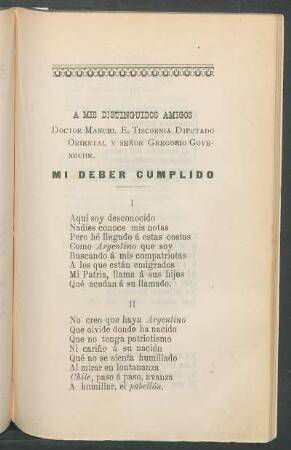 A MIS DISTINGUIDOS AMIGOS
Doctor Manuel E. Tiscornia Diputado
Oriental y señor Gregorio Goye-
neche.
MI DEBER CUMPLIDO
I
Aquí soy desconocido
Nadies conoce mis notas
Pero hé llegado á estas costas
Como Argentino que soy
Buscando á mis compatriotas
A los que están emigrados
Mi Patria, llama á sus hijos
Qué acudan á su llamado.
II
No creo que haya Argentino
Que olvide donde ha nacido
Que no tenga patriotismo
Ni cariño á su nación
Qué no se sienta humillado
Al mirar en lontananza
Chile, paso á paso, avanza
A humillar, el pabellón.